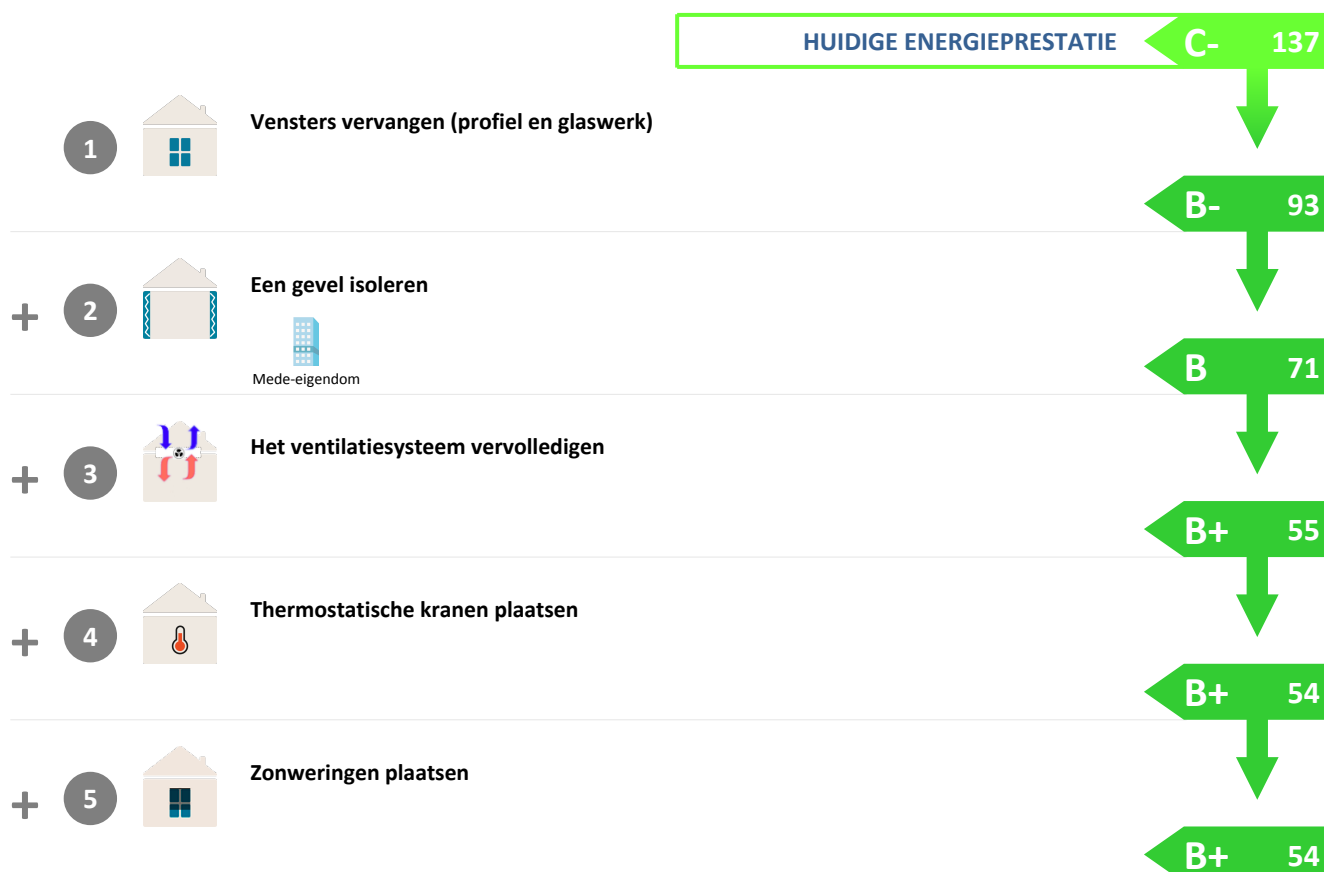 HUIDIGE ENERGIEPRESTATIE C- 137
1 Vensters vervangen (profiel en glaswerk)
B- 93
+ 2 Een gevel isoleren
Mede-eigendom
B 71
+ 3 Het ventilatiesysteem vervolledigen
B+ 55
+ 4 Thermostatische kranen plaatsen
B+ 54
+ 5 Zonweringen plaatsen
B+ 54